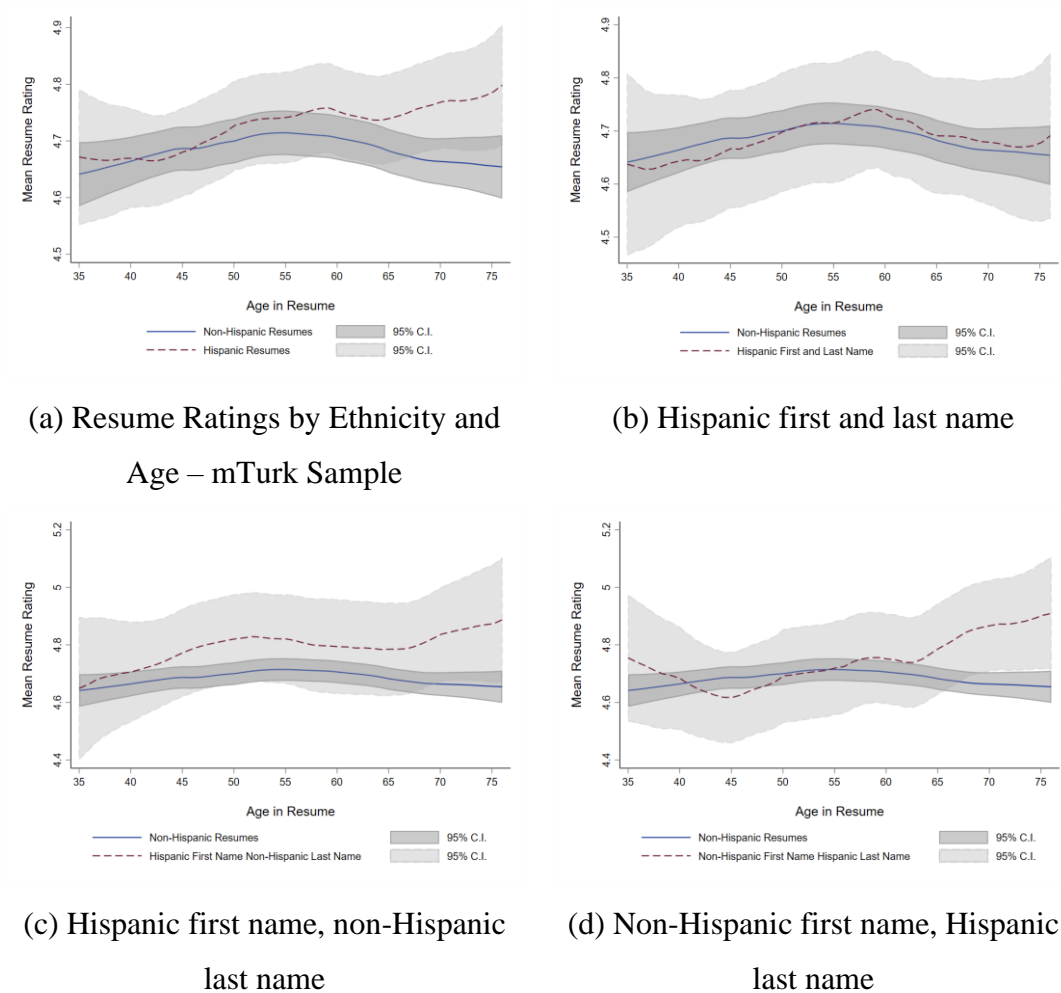 4.9
4.8
4.7
4.6
4.5
Mean Resume Rating
35 40 45 50 55 60 65 70 75
Age in Resume
Non-Hispanic Resumes 95% C.I.
Hispanic Resumes 95% C.I.
(a) Resume Ratings by Ethnicity and
Age – mTurk Sample
4.9
4.8
4.7
4.6
4.5
Mean Resume Rating
35 40 45 50 55 60 65 70 75
Age in Resume
Non-Hispanic Resumes 95% C.I.
Hispanic First and Last Name 95% C.I.
(b) Hispanic first and last name
5.2
5
4.8
4.6
4.4
Mean Resume Rating
35 40 45 50 55 60 65 70 75
Age in Resume
Non-Hispanic Resumes 95% C.I.
Hispanic First Name Non-Hispanic Last Name 95% C.I.
(c) Hispanic first name, non-Hispanic
last name
5.2
5
4.8
4.6
4.4
Mean Resume Rating
35 40 45 50 55 60 65 70 75
Age in Resume
Non-Hispanic Resumes 95% C.I.
Non-Hispanic First Name Hispanic Last Name 95% C.I.
(d) Non-Hispanic first name, Hispanic
last name